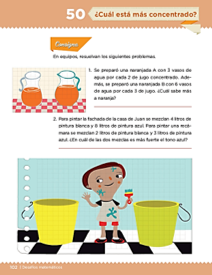 50 ¿Cuál está más concentrado?
Consigna
En equipos, resuelvan los siguientes problemas.
1. Se preparó una naranjada A con 3 vasos de
agua por cada 2 de jugo concentrado. Ade-
más, se preparó una naranjada B con 6 vasos
de agua por cada 3 de jugo. ¿Cuál sabe más
a naranja?
2. Para pintar la fachada de la casa de Juan se mezclan 4 litros de
pintura blanca y 8 litros de pintura azul. Para pintar una recá-
mara se mezclan 2 litros de pintura blanca y 3 litros de pintura
azul. ¿En cuál de las dos mezclas es más fuerte el tono azul?
102 | Desafíos matemáticos